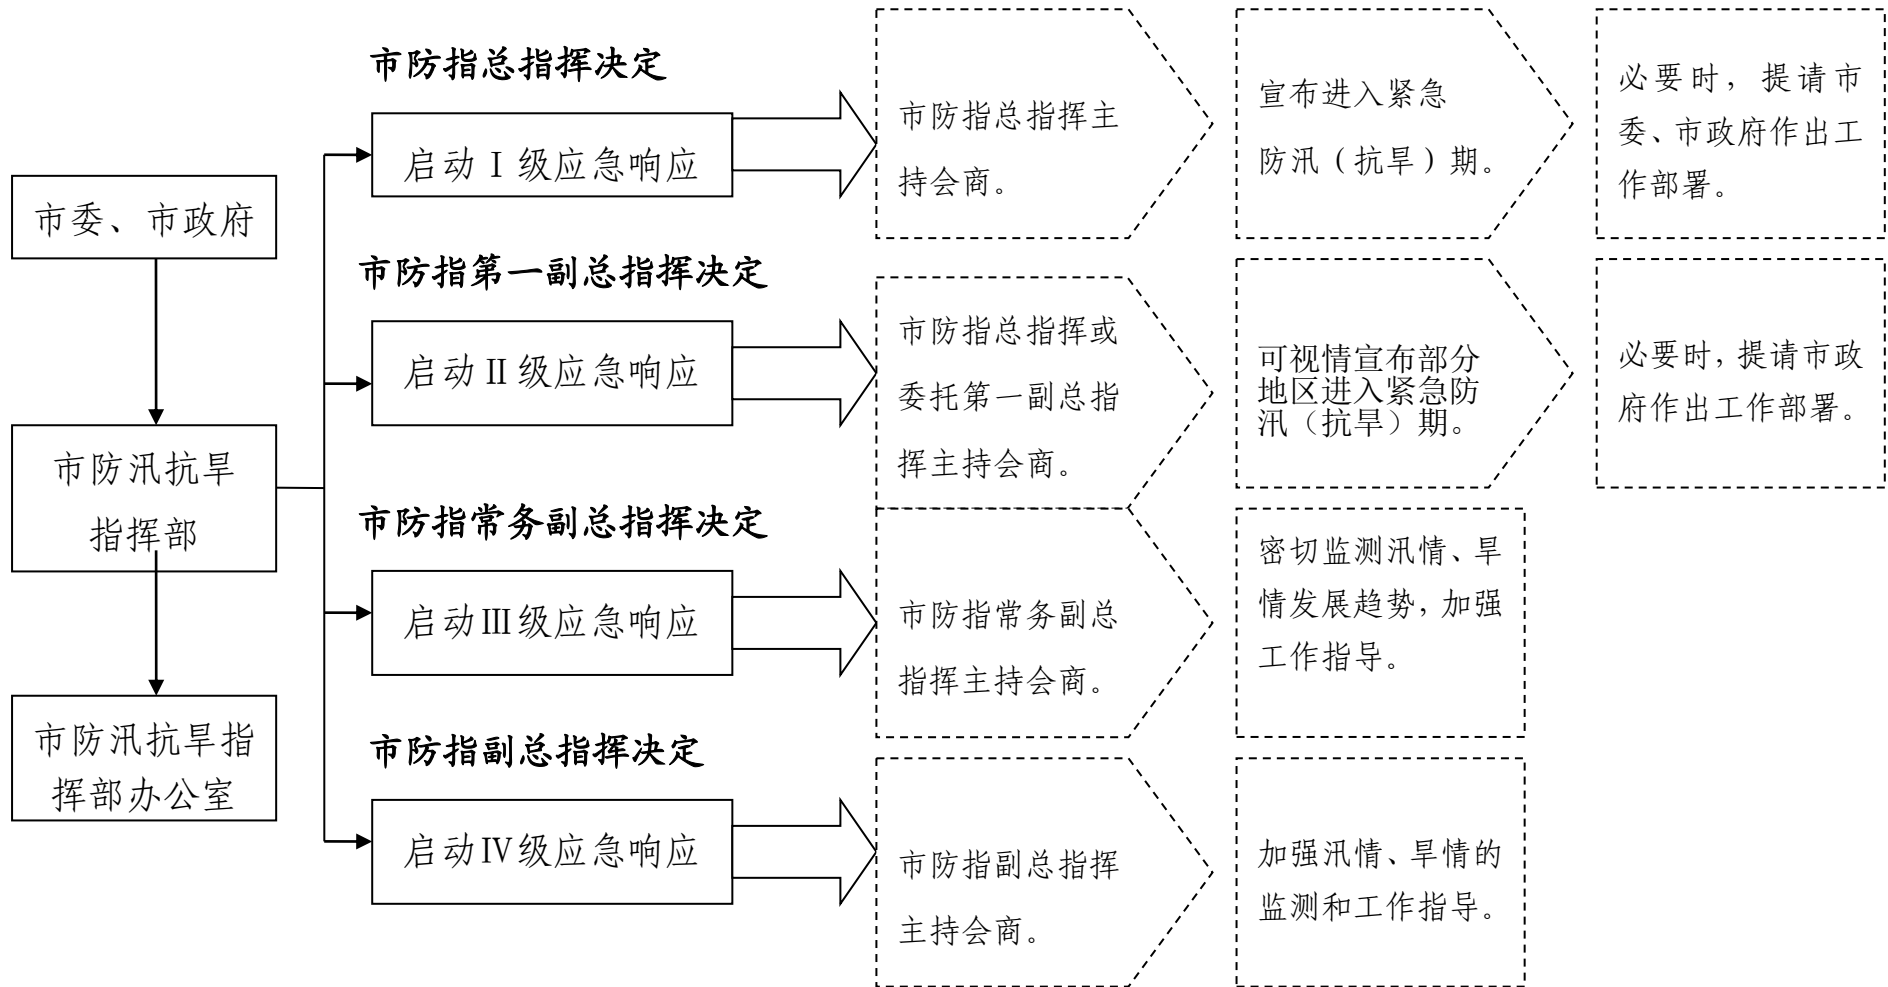 市委、市政府
市防汛抗旱
指挥部
市防汛抗旱指
挥部办公室
市防指总指挥决定
启动 I 级应急响应
市防指总指挥主
持会商。
宣布进入紧急
防汛（抗旱）期。
必要时，提请市
委、市政府作出工
作部署。
市防指第一副总指挥决定
启动 II 级应急响应
市防指总指挥或
委托第一副总指
挥主持会商。
可视情宣布部分
地区进入紧急防
汛（抗旱）期。
必要时，提请市政
府作出工作部署。
市防指常务副总指挥决定
启动III级应急响应
市防指常务副总
指挥主持会商。
密切监测汛情、旱
情发展趋势，加强
工作指导。
市防指副总指挥决定
启动IV级应急响应
市防指副总指挥
主持会商。
加强汛情、旱情的
监测和工作指导。